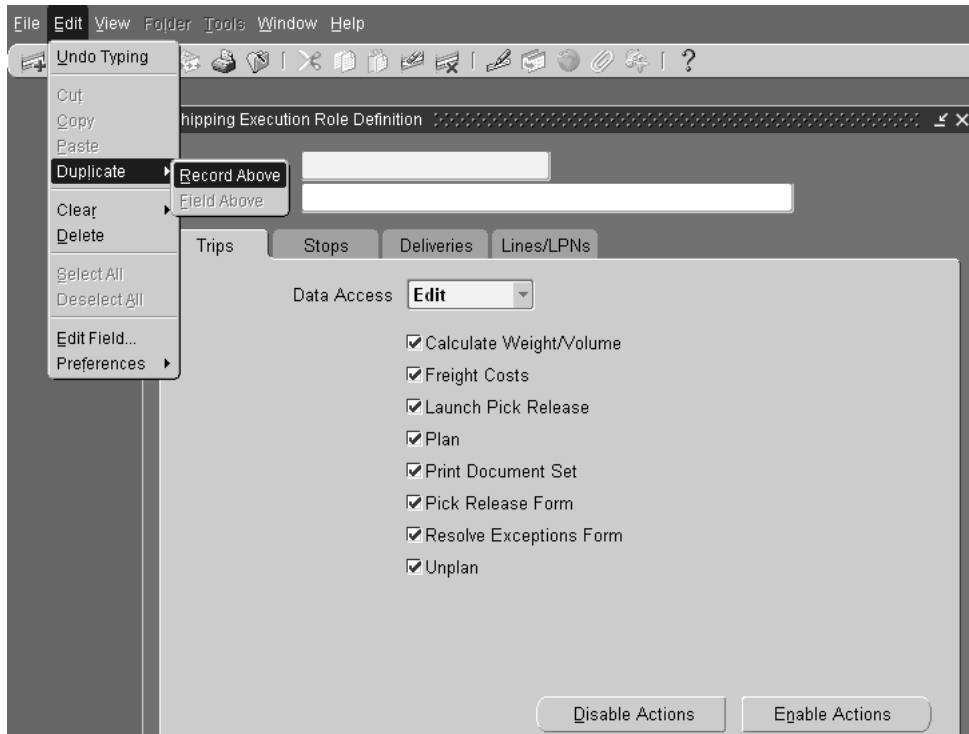 File Edit View Folder Tools Window Help
Undo Typing
Cut
Copy
Paste
Duplicate
Record Above
Field Above
Clear
Delete
Select All
Deselect All
Edit Field...
Preferences
hipping Execution Role Definition
Trips Stops Deliveries Lines/LPNs
Data Access Edit
Calculate Weight/Volume
Freight Costs
Launch Pick Release
Plan
Print Document Set
Pick Release Form
Resolve Exceptions Form
Unplan
Disable Actions Enable Actions